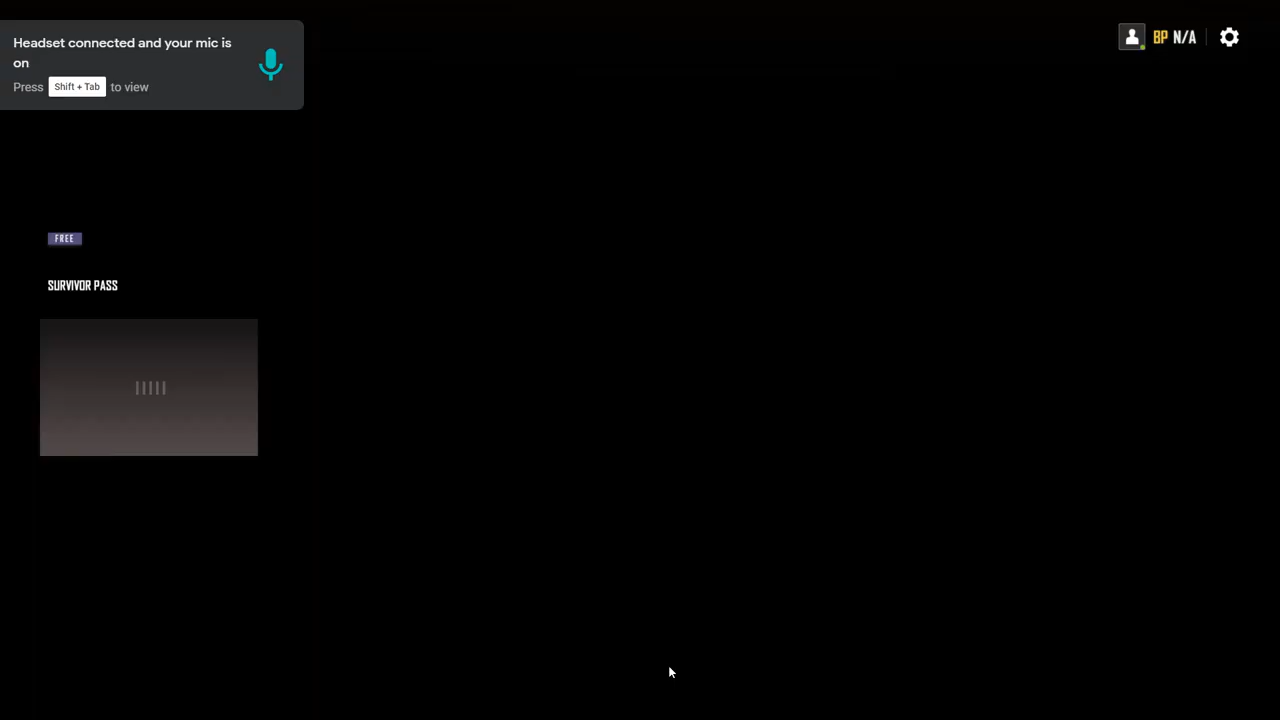 Headset connected and your mic is
on
Press Shift + Tab to view
BP N/A
FREE
SURVIVOR PASS